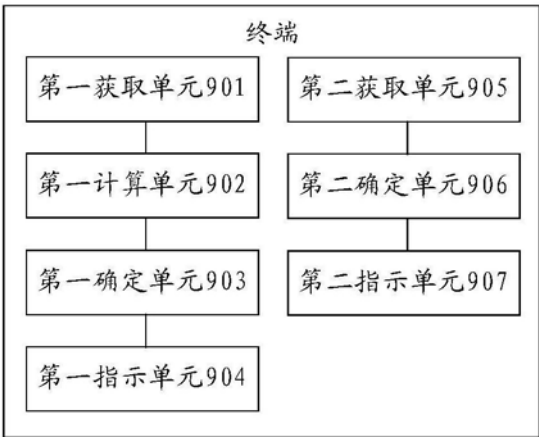 终端
第一获取单元901
第一计算单元902
第一确定单元903
第一指示单元904
第二获取单元905
第二确定单元906
第二指示单元907